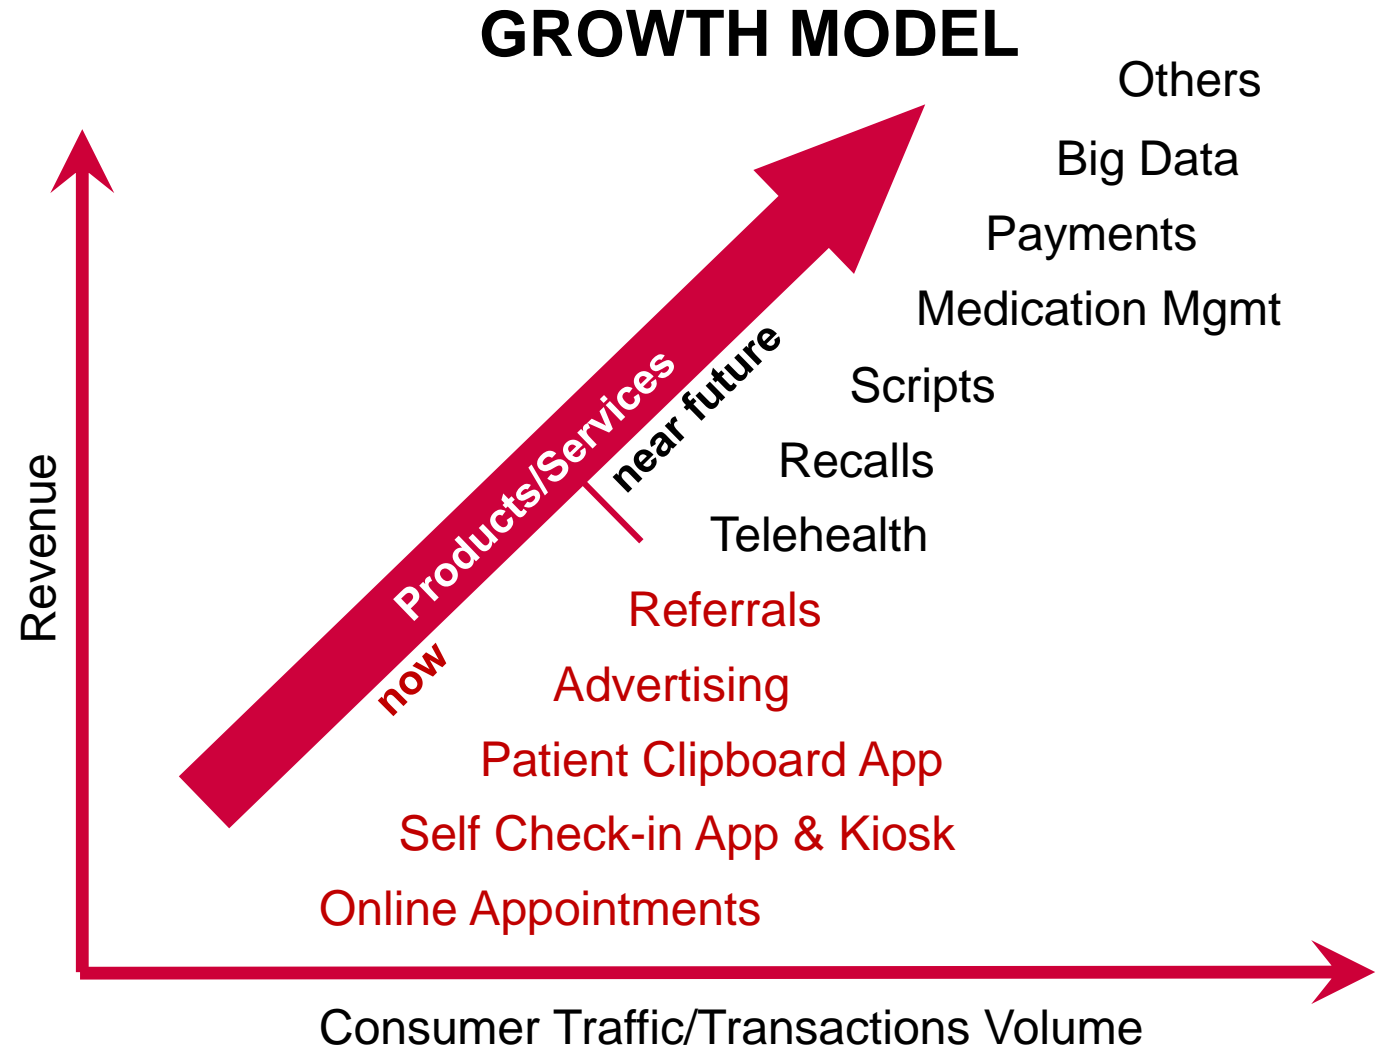 GROWTH MODEL
Others
Big Data
Payments
Medication Mgmt
Scripts
Recalls
Telehealth
Referrals
Advertising
Patient Clipboard App
Self Check-in App & Kiosk
Online Appointments
Products/Services
near future
now
Revenue
Consumer Traffic/Transactions Volume